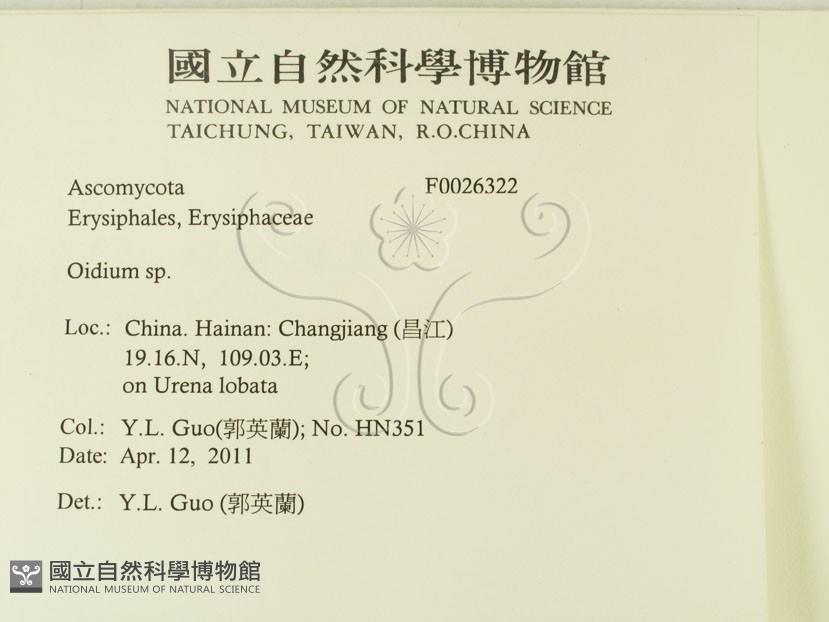 國立自然科學博物館
NATIONAL MUSEUM OF NATURAL SCIENCE
TAICHUNG, TAIWAN, R.O.CHINA
Ascomycota F0026322
Erysiphales, Erysiphaceae
Oidium sp.
Loc.: China. Hainan: Changjiang (昌江)
19.16.N, 109.03.E;
on Urena lobata
Col.: Y.L. Guo(郭英蘭); No. HN351
Date: Apr. 12, 2011
Det.: Y.L. Guo (郭英蘭)
國立自然科學博物館
NATIONAL MUSEUM OF NATURAL SCIENCE